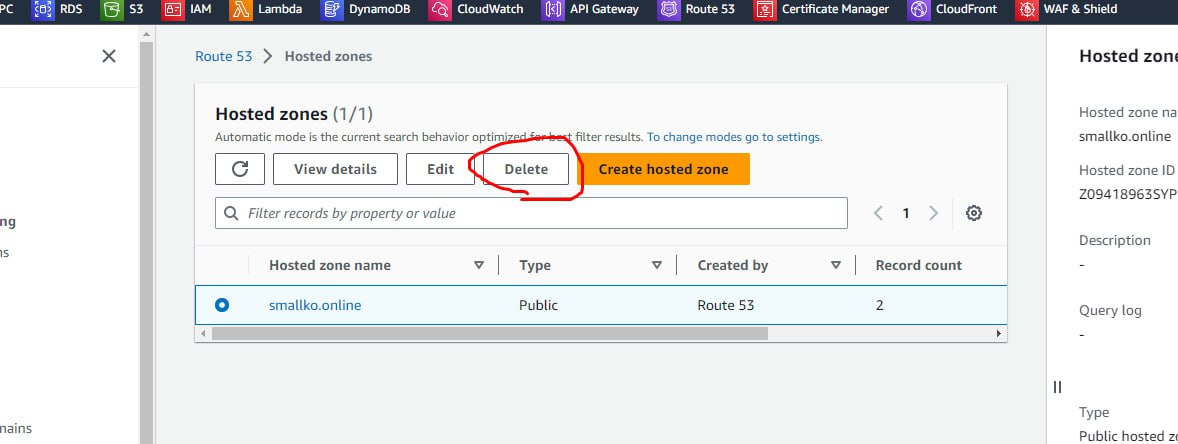 PC RDS S3 IAM Lambda DynamoDB CloudWatch API Gateway Route 53 Certificate Manager CloudFront WAF & Shield
Route 53 > Hosted zones
Hosted zones (1/1)
Automatic mode is the current search behavior optimized for best filter results. To change modes go to settings.
View details Edit Delete Create hosted zone
Filter records by property or value
1
Hosted zone name Type Created by Record count
smallko.online Public Route 53 2
ng
ns
mains
Hosted zone
Hosted zone na
smallko.online
Hosted zone ID
Z09418963SYP
Description
-
Query log
-
Type
Public hosted zo